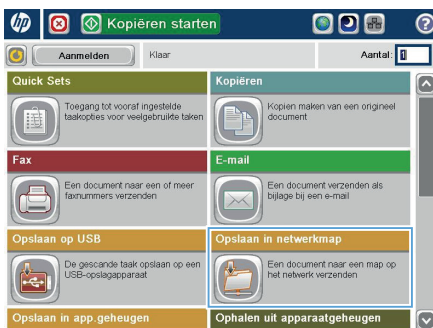 hp Kopiëren starten ?
Aanmelden Klaar Aantal: 1
Quick Sets
Toegang tot vooraf ingestelde
taakopties voor veelgebruikte taken
Kopiëren
Kopien maken van een origineel
document
Fax
Een document naar een of meer
faxnummers verzenden
E-mail
Een document verzenden als
bijlage bij een e-mail
Opslaan op USB
De gescande taak opslaan op een
USB-opslagapparaat
Opslaan in netwerkmap
Een document naar een map op
het netwerk verzenden
Opslaan in app.geheugen
Ophalen uit apparaatgeheugen